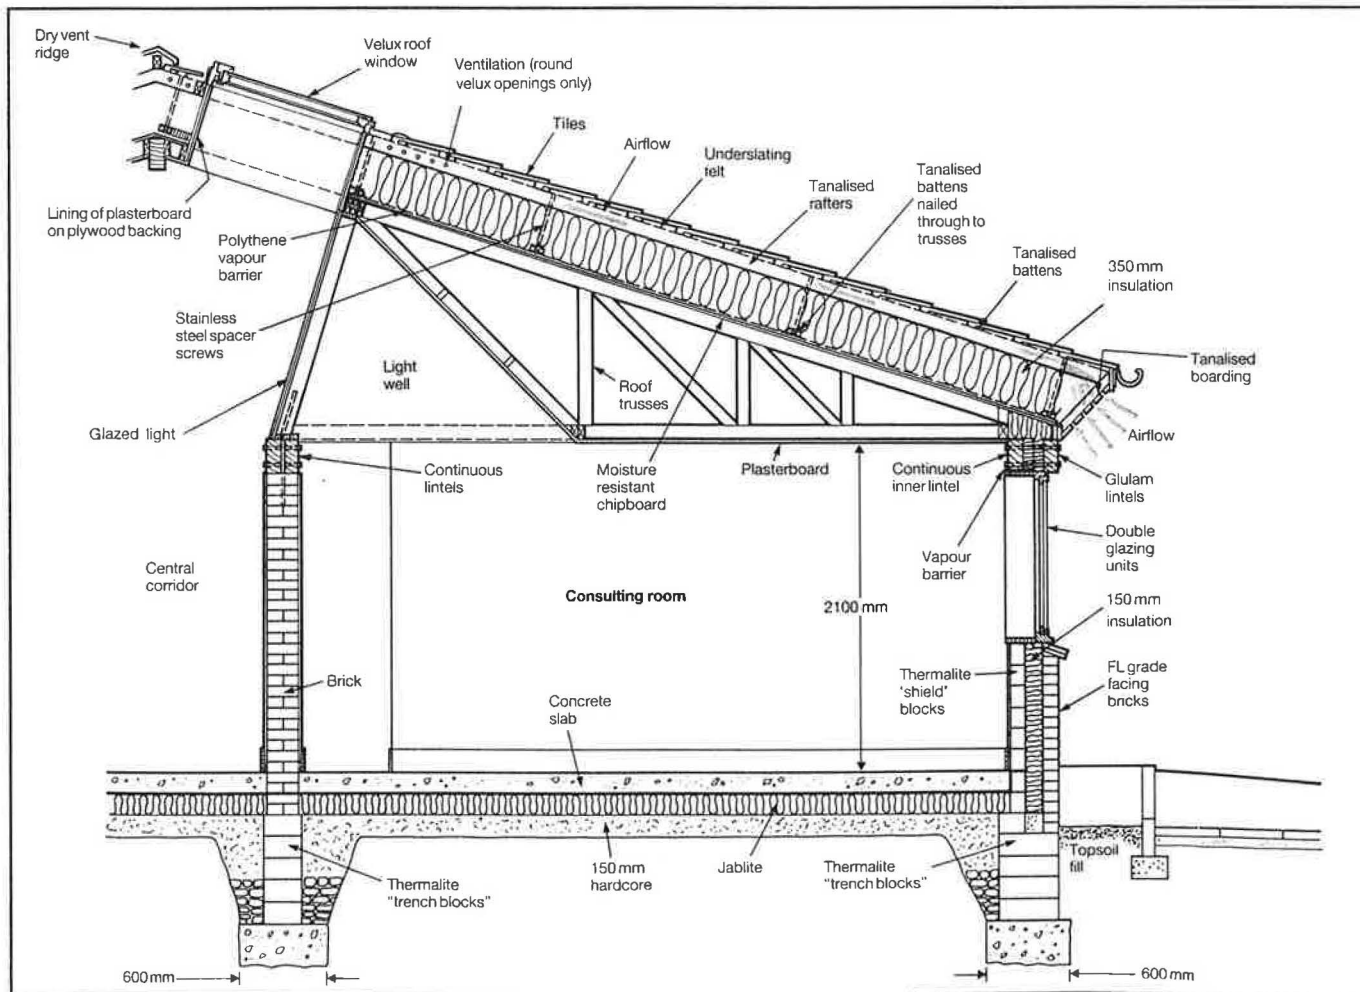 Dry vent
ridge
Velux roof
window
Ventilation (round
velux openings only)
Tiles
Airflow
Underslating
felt
Tanalised
rafters
Tanalised
battens
nailed
through to
trusses
Tanalised
battens
350 mm
insulation
Lining of plasterboard
on plywood backing
Polythene
vapour
barrier
Stainless
steel spacer
screws
Light
well
Roof
trusses
Tanalised
boarding
Glazed light
Airflow
Continuous
lintels
Moisture
resistant
chipboard
Plasterboard
Continuous
inner lintel
Glulam
lintels
Vapour
barrier
Double
glazing
units
Central
corridor
Consulting room
2100 mm
150 mm
insulation
Brick
Concrete
slab
Thermalite
'shield'
blocks
FL grade
facing
bricks
Thermalite
"trench blocks"
150 mm
hardcore
Jablite
Thermalite
"trench blocks"
Topsoil
fill
600 mm
600 mm